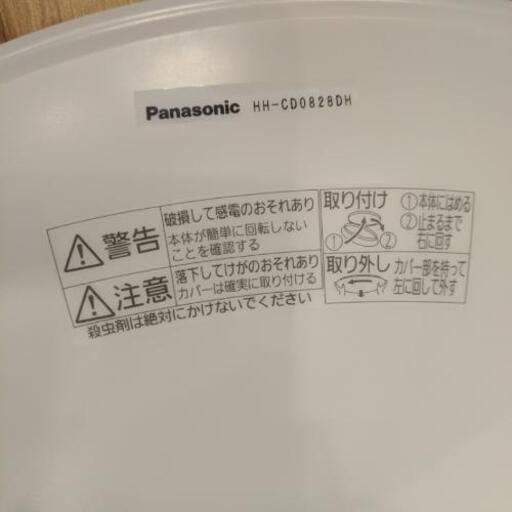 Panasonic HH-CD0828DH
警告
破損して感電のおそれあり
本体が簡単に回転しない
ことを確認する
注意
落下してけがのおそれあり
カバーは確実に取り付ける
殺虫剤は絶対にかけないでください
取り付け
① ②
①本体にはめる
②止まるまで
右に回す
取り外し
カバー部を持って
左に回して外す